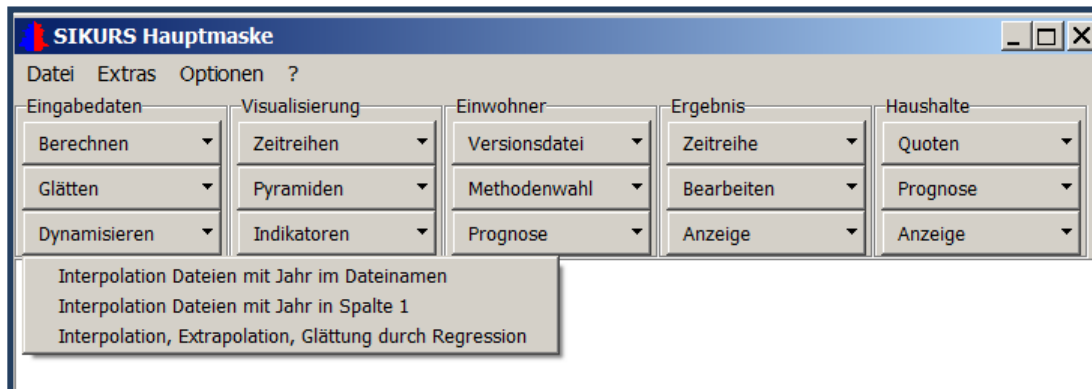 SIKURS Hauptmaske
Datei Extras Optionen ?
Eingabedaten Visualisierung Einwohner Ergebnis Haushalte
Berechnen Zeitreihen Versionsdatei Zeitreihe Quoten
Glätten Pyramiden Methodenwahl Bearbeiten Prognose
Dynamisieren Indikatoren Prognose Anzeige Anzeige
Interpolation Dateien mit Jahr im Dateinamen
Interpolation Dateien mit Jahr in Spalte 1
Interpolation, Extrapolation, Glättung durch Regression